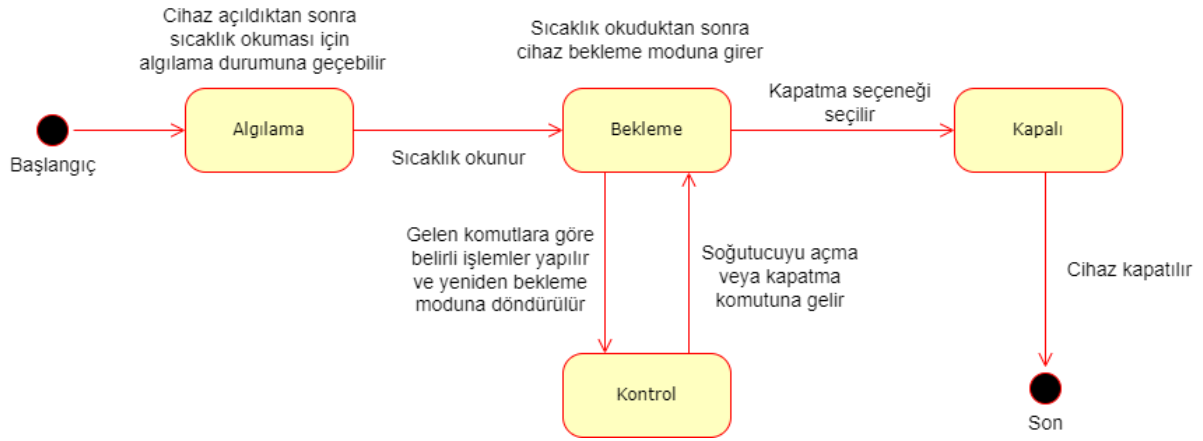 Cihaz açıldıktan sonra
sıcaklık okuması için
algılama durumuna geçebilir
Sıcaklık okuduktan sonra
cihaz bekleme moduna girer
Kapatma seçeneği
seçilir
Algılama
Bekleme
Kapalı
Başlangıç
Sıcaklık okunur
Gelen komutlara göre
belirli işlemler yapılır
ve yeniden bekleme
moduna döndürülür
Soğutucuyu açma
veya kapatma
komutuna gelir
Cihaz kapatılır
Kontrol
Son